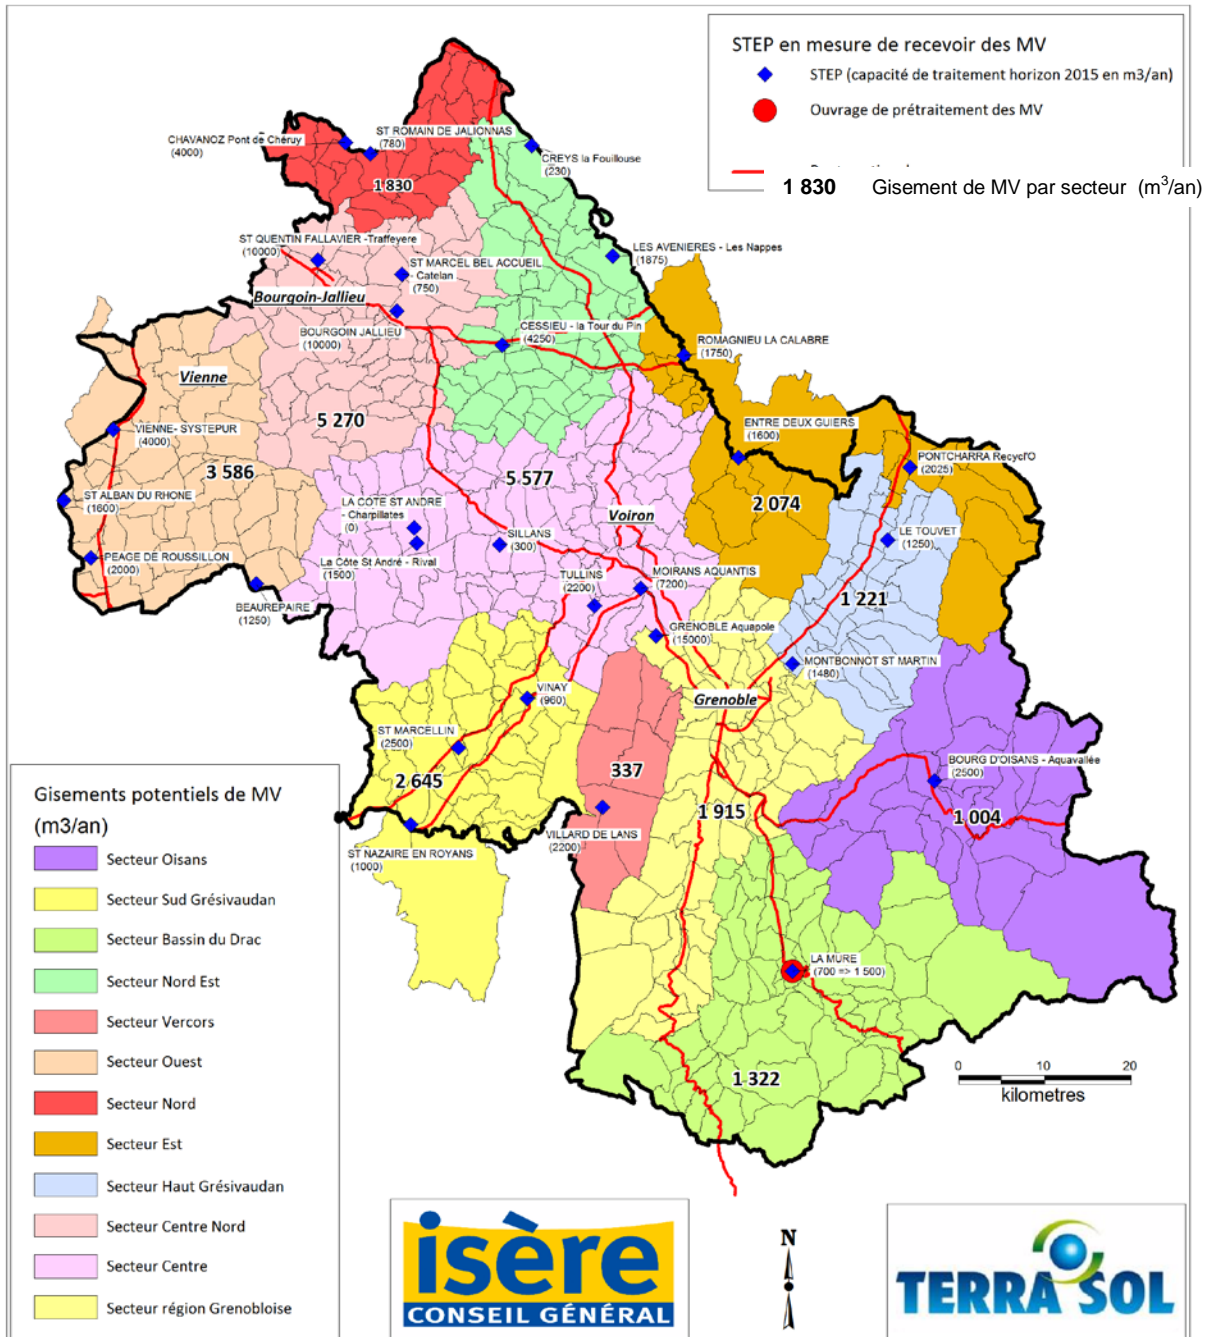 STEP en mesure de recevoir des MV
STEP (capacité de traitement horizon 2015 en m3/an)
Ouvrage de prétraitement des MV
1 830 Gisement de MV par secteur (m³/an)
CHAVANOZ Pont de Chéruy
(4000)
ST ROMAIN DE JALIONNAS
(780)
CREYS la Fouillouse
(230)
1 830
ST QUENTIN FALLAVIER -Traffeyere
(10000)
ST MARCEL BEL ACCUEIL
- Catelan
(750)
LES AVENIERES - Les Nappes
(1875)
Bourgoin-Jallieu
BOURGOIN JALLIEU
(10000)
CESSIEU - la Tour du Pin
(4250)
ROMAGNIEU LA CALABRE
(1750)
Vienne
5 270
VIENNE- SYSTEPUR
(4000)
ENTRE DEUX GUIERS
(1600)
PONTCHARRA Recycl'O
(2025)
3 586
5 577
2 074
ST ALBAN DU RHONE
(1600)
LA COTE ST ANDRE
- Charpillates
(0)
Voiron
SILLANS
(300)
LE TOUVET
(1250)
PEAGE DE ROUSSILLON
(2000)
La Côte St André - Rival
(1500)
TULLINS
(2200)
MOIRANS AQUANTIS
(7200)
1 221
BEAUREPAIRE
(1250)
GRENOBLE Aquapole
(15000)
MONTBONNOT ST MARTIN
(1480)
VINAY
(960)
Grenoble
ST MARCELLIN
(2500)
2 645
337
BOURG D'OISANS - Aquavallée
(2500)
1 915
1 004
VILLARD DE LANS
(2200)
ST NAZAIRE EN ROYANS
(1000)
LA MURE
(700 => 1 500)
1 322
0 10 20
kilometres
Gisements potentiels de MV
(m3/an)
Secteur Oisans
Secteur Sud Grésivaudan
Secteur Bassin du Drac
Secteur Nord Est
Secteur Vercors
Secteur Ouest
Secteur Nord
Secteur Est
Secteur Haut Grésivaudan
Secteur Centre Nord
Secteur Centre
Secteur région Grenobloise
isère
CONSEIL GÉNÉRAL
N
TERRA SOL